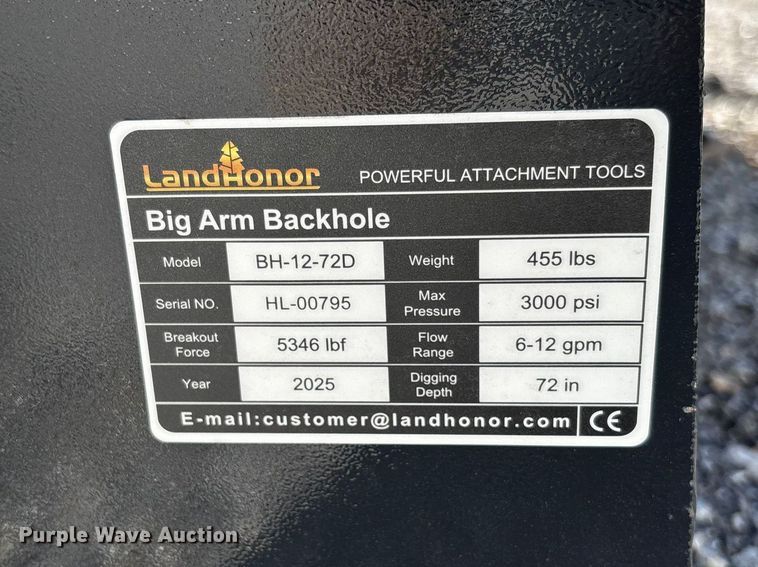 LandHonor POWERFUL ATTACHMENT TOOLS
Big Arm Backhole
Model BH-12-72D Weight 455 lbs
Serial NO. HL-00795 Max Pressure 3000 psi
Breakout Force 5346 lbf Flow Range 6-12 gpm
Year 2025 Digging Depth 72 in
E-mail:customer@landhonor.com CE
Purple Wave Auction